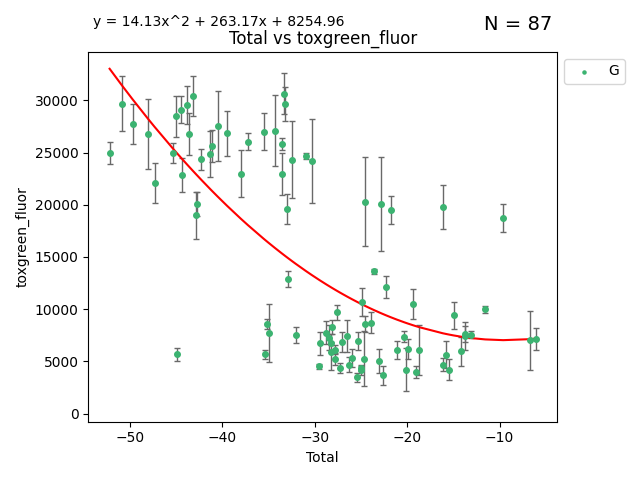 y = 14.13x^2 + 263.17x + 8254.96
N = 87
Total vs toxgreen_fluor
G
30000
25000
20000
15000
10000
5000
0
toxgreen_fluor
−50
−40
−30
−20
−10
Total